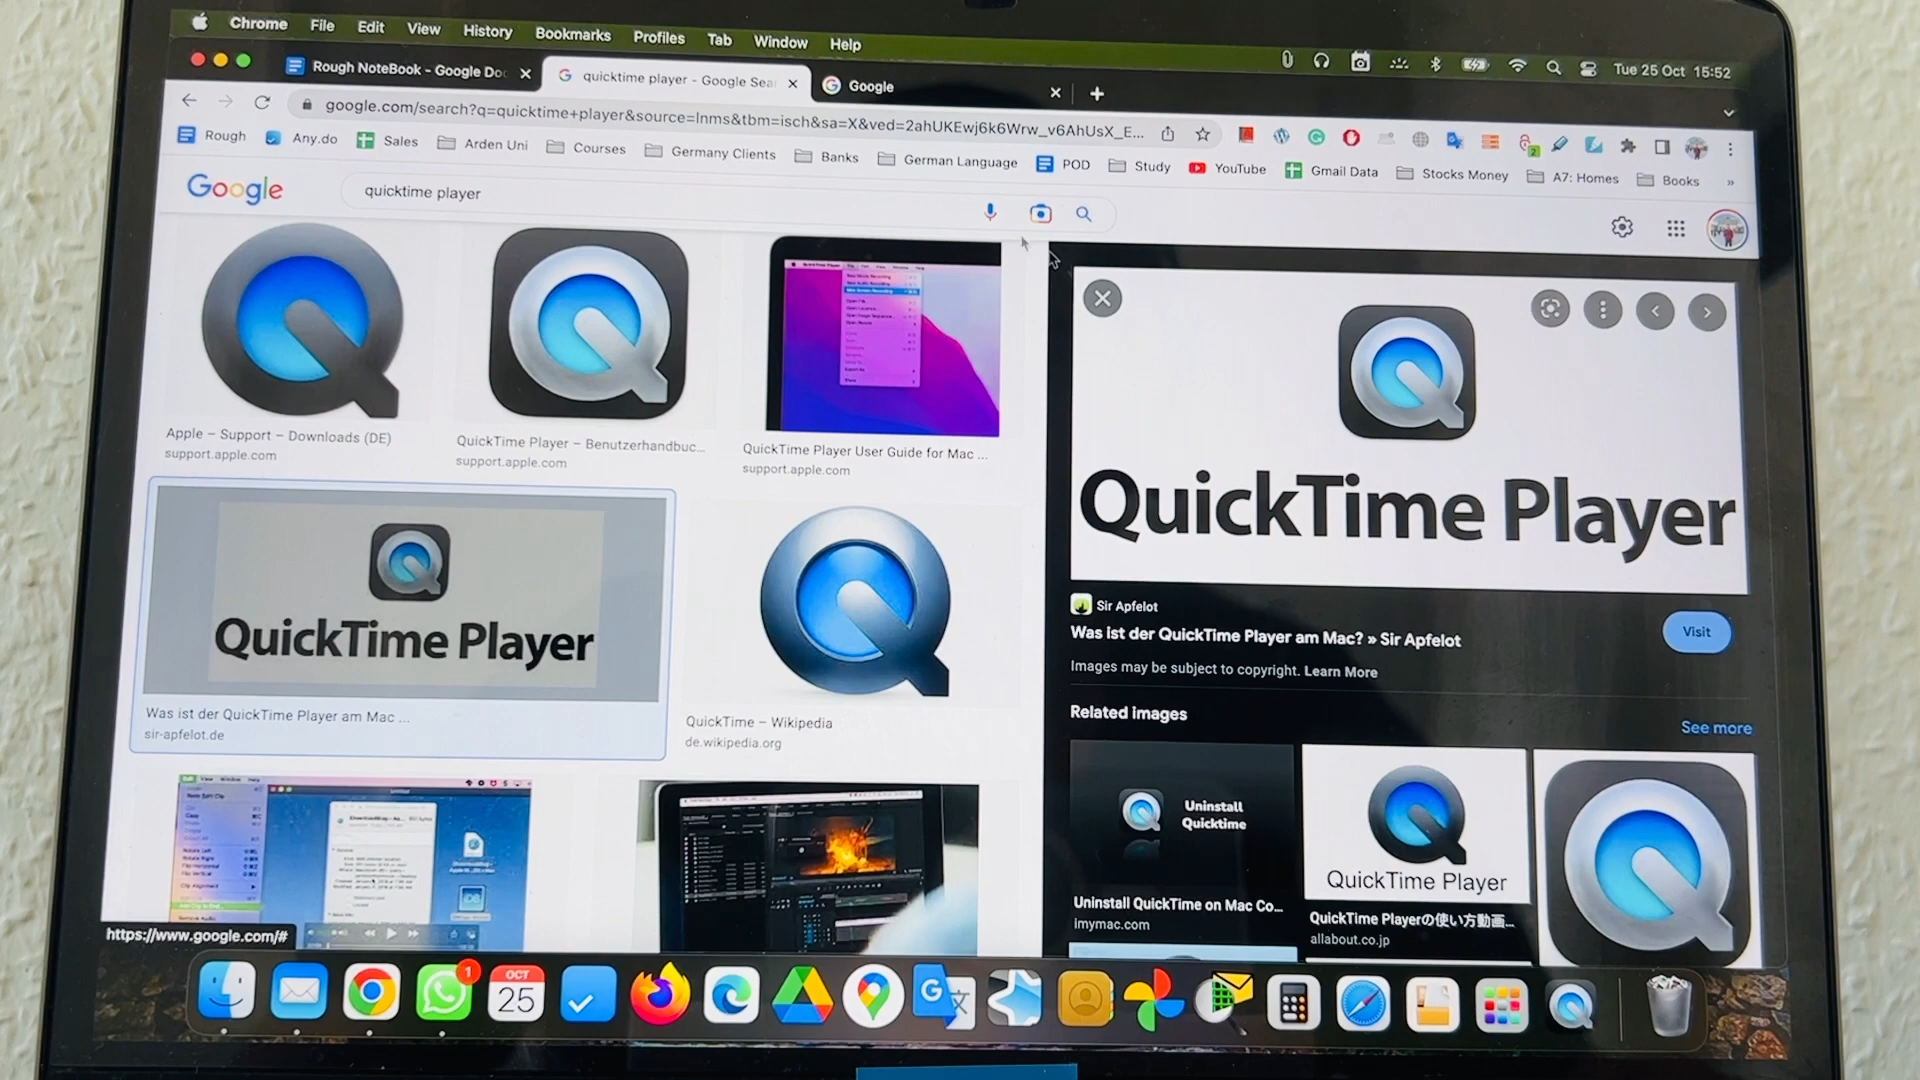 Chrome File Edit View History Bookmarks Profiles Tab Window Help
Tue 25 Oct 15:52
Rough NoteBook - Google Doc
quicktime player - Google Sear
Google
google.com/search?q=quicktime+player&source=lnms&tbm=isch&sa=X&ved=2ahUKEwj6k6Wrw_v6AhUsX_E...
Rough Any.do Sales Arden Uni Courses Germany Clients Banks German Language POD Study YouTube Gmail Data Stocks Money A7: Homes Books »
Google
quicktime player
Apple – Support – Downloads (DE)
support.apple.com
QuickTime Player – Benutzerhandbuc...
support.apple.com
QuickTime Player User Guide for Mac ...
support.apple.com
QuickTime Player
Was ist der QuickTime Player am Mac ...
sir-apfelot.de
QuickTime – Wikipedia
de.wikipedia.org
https://www.google.com/#
QuickTime Player
Sir Apfelot
Was ist der QuickTime Player am Mac? » Sir Apfelot
Visit
Images may be subject to copyright. Learn More
Related images
See more
Uninstall
Quicktime
Uninstall QuickTime on Mac Co...
imymac.com
QuickTime Player
QuickTime Playerの使い方動画...
allabout.co.jp
1
OCT
25